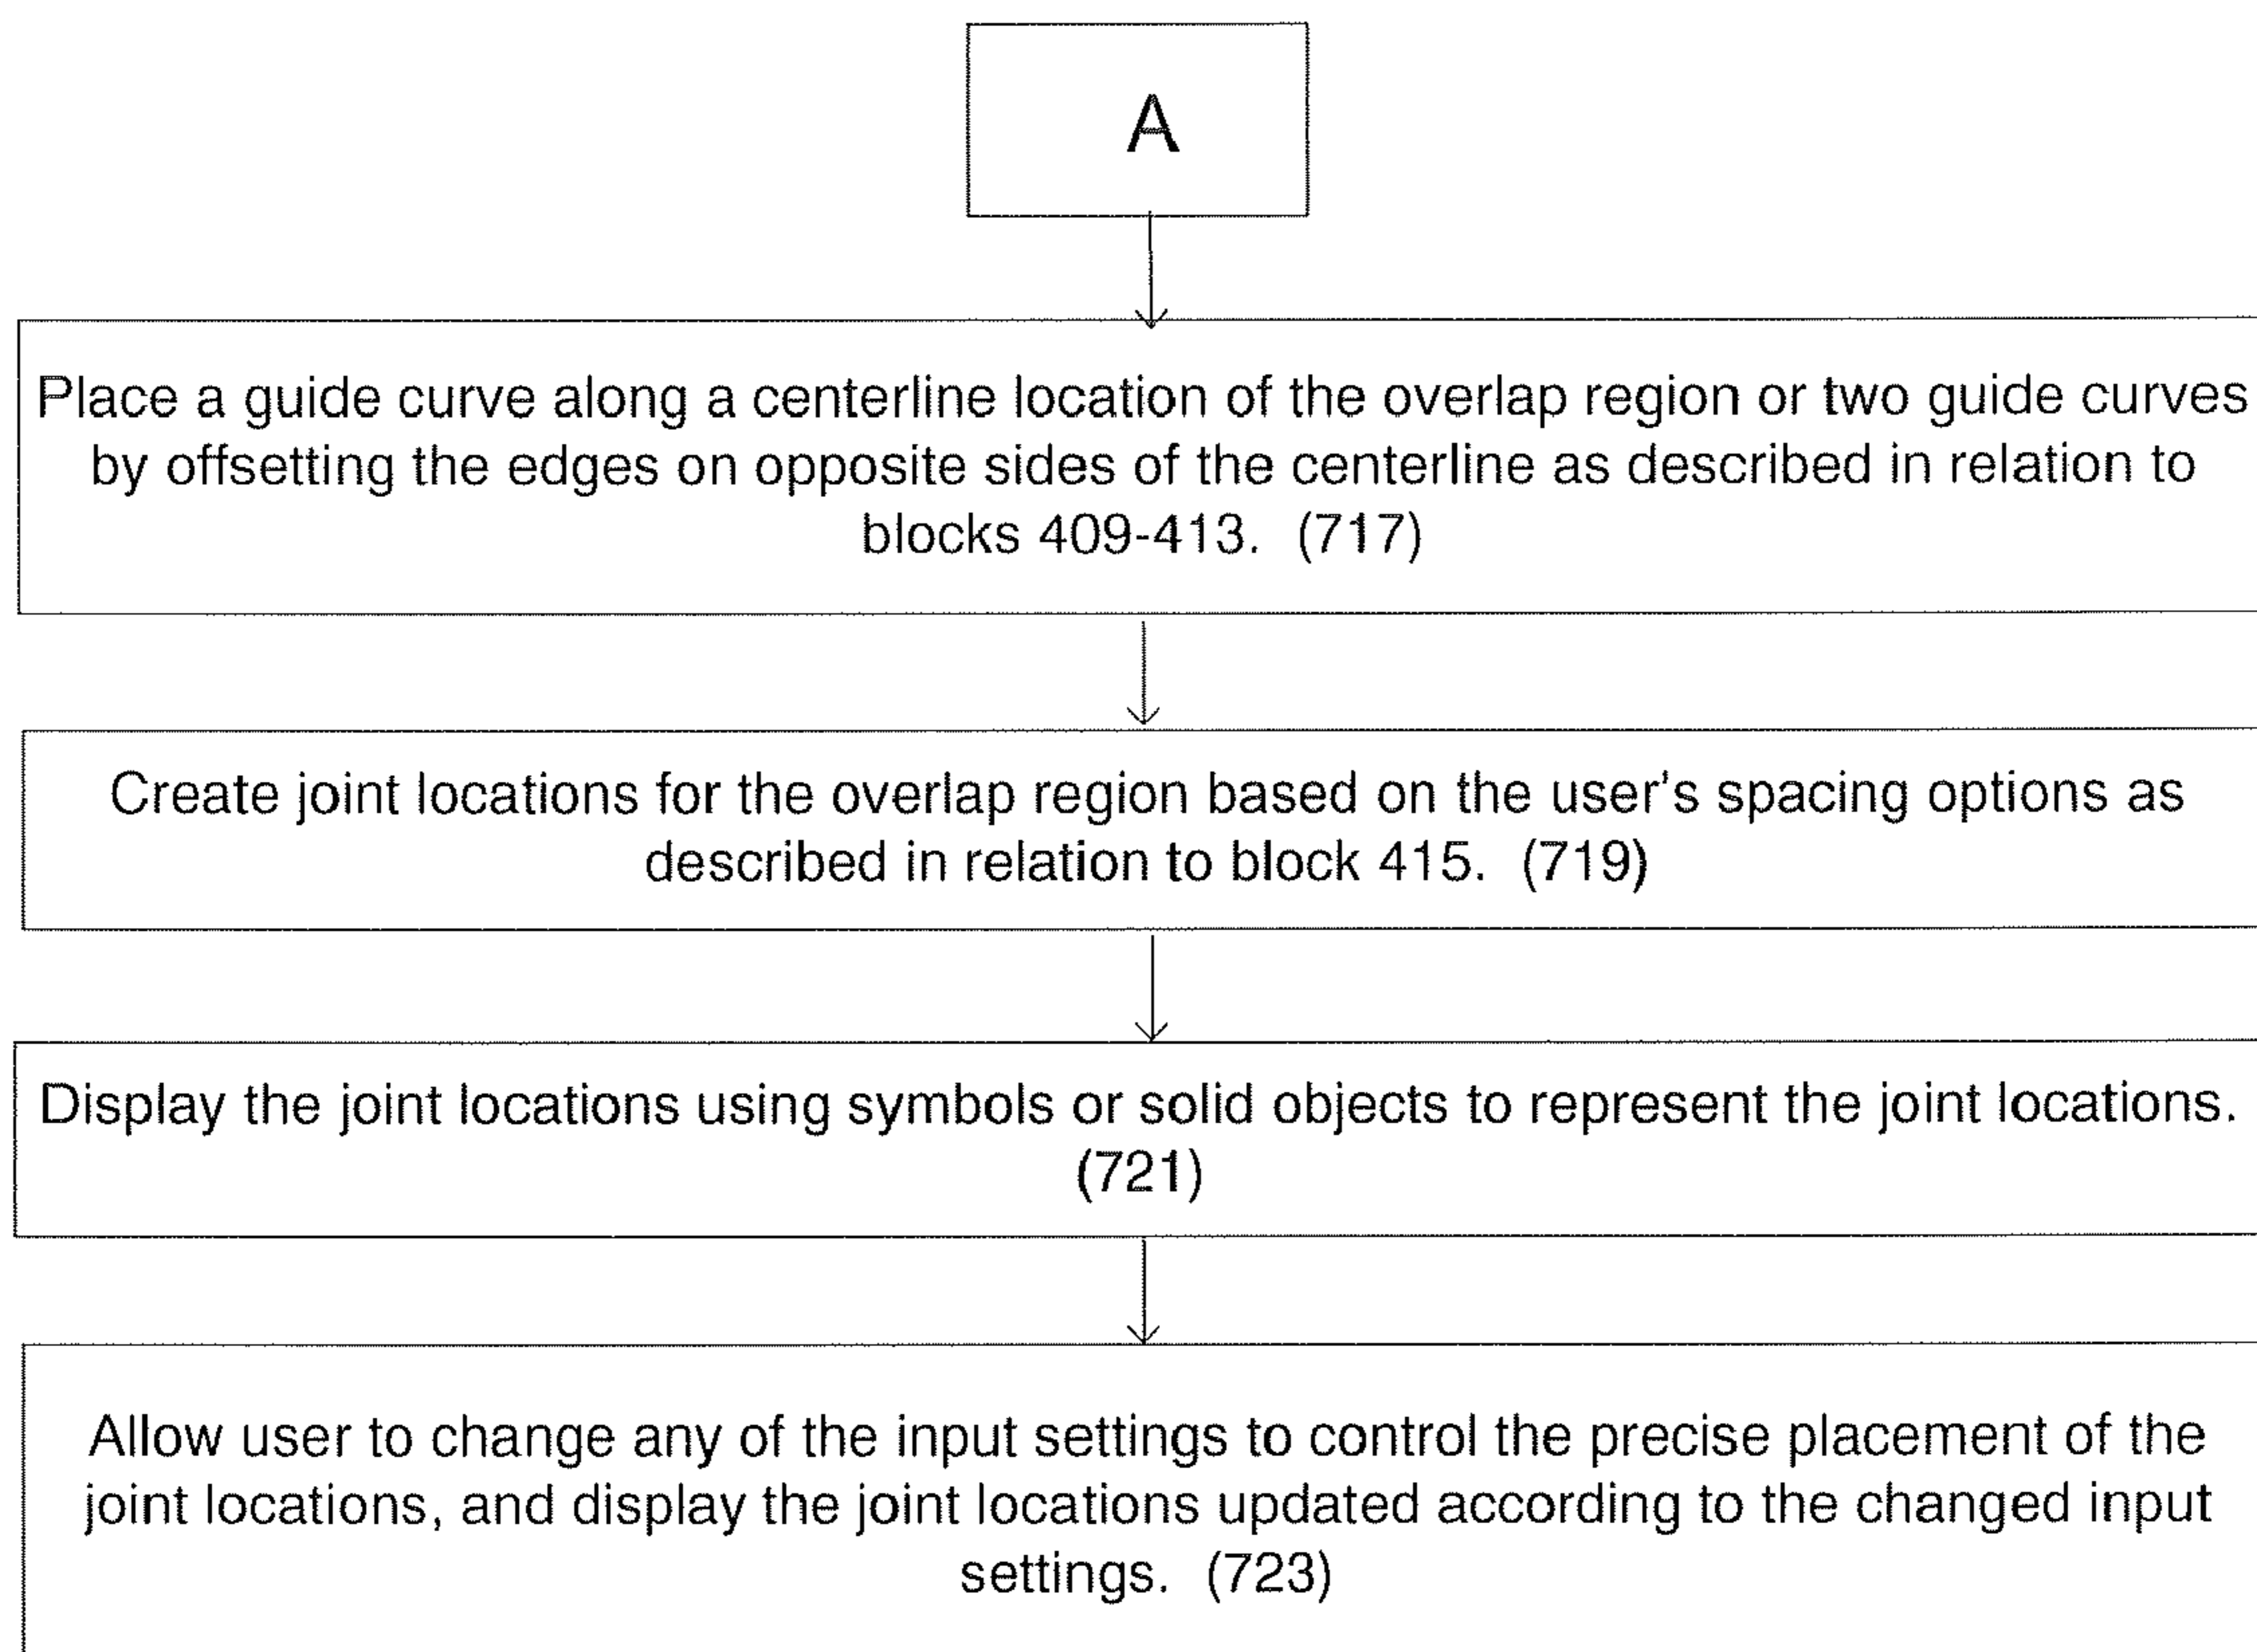 A
Place a guide curve along a centerline location of the overlap region or two guide curves
by offsetting the edges on opposite sides of the centerline as described in relation to
blocks 409-413.  (717)
Create joint locations for the overlap region based on the user's spacing options as
described in relation to block 415.  (719)
Display the joint locations using symbols or solid objects to represent the joint locations.
(721)
Allow user to change any of the input settings to control the precise placement of the
joint locations, and display the joint locations updated according to the changed input
settings.  (723)